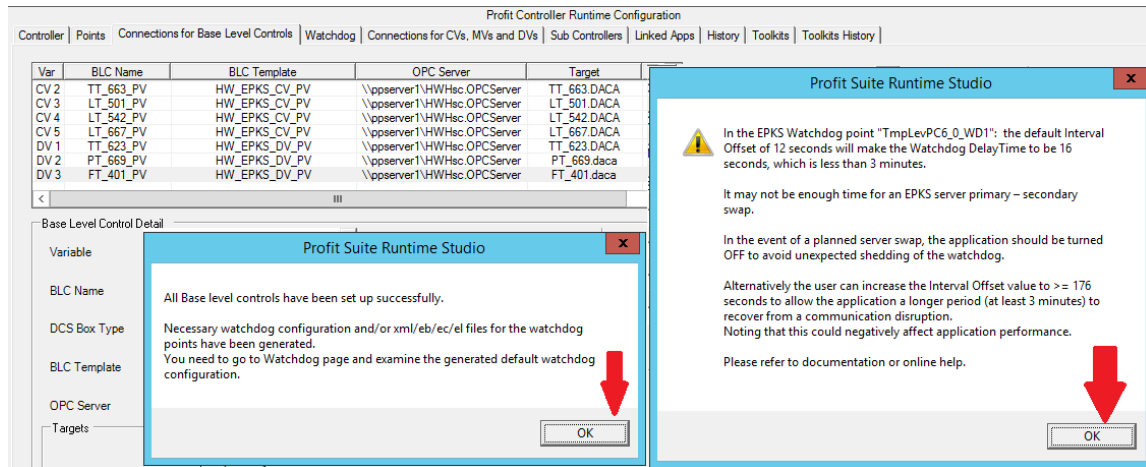 Profit Controller Runtime Configuration
Controller | Points | Connections for Base Level Controls | Watchdog | Connections for CVs, MVs and DVs | Sub Controllers | Linked Apps | History | Toolkits | Toolkits History
Var BLC Name BLC Template OPC Server Target
CV 2 TT_663_PV HW_EPKS_CV_PV \\ppserver1\HWHsc.OPCServer TT_663.DACA
CV 3 LT_501_PV HW_EPKS_CV_PV \\ppserver1\HWHsc.OPCServer LT_501.DACA
CV 4 LT_542_PV HW_EPKS_CV_PV \\ppserver1\HWHsc.OPCServer LT_542.DACA
CV 5 LT_667_PV HW_EPKS_CV_PV \\ppserver1\HWHsc.OPCServer LT_667.DACA
DV 1 TT_623_PV HW_EPKS_DV_PV \\ppserver1\HWHsc.OPCServer TT_623.DACA
DV 2 PT_669_PV HW_EPKS_DV_PV \\ppserver1\HWHsc.OPCServer PT_669.daca
DV 3 FT_401_PV HW_EPKS_DV_PV \\ppserver1\HWHsc.OPCServer FT_401.daca
Base Level Control Detail
Variable
BLC Name
DCS Box Type
BLC Template
OPC Server
Targets
Profit Suite Runtime Studio
x
All Base level controls have been set up successfully.
Necessary watchdog configuration and/or xml/eb/ec/el files for the watchdog
points have been generated.
You need to go to Watchdog page and examine the generated default watchdog
configuration.
OK
Profit Suite Runtime Studio
x
In the EPKS Watchdog point "TmpLevPC6_0_WD1": the default Interval
Offset of 12 seconds will make the Watchdog DelayTime to be 16
seconds, which is less than 3 minutes.
It may not be enough time for an EPKS server primary – secondary
swap.
In the event of a planned server swap, the application should be turned
OFF to avoid unexpected shedding of the watchdog.
Alternatively the user can increase the Interval Offset value to >= 176
seconds to allow the application a longer period (at least 3 minutes) to
recover from a communication disruption.
Noting that this could negatively affect application performance.
Please refer to documentation or online help.
OK